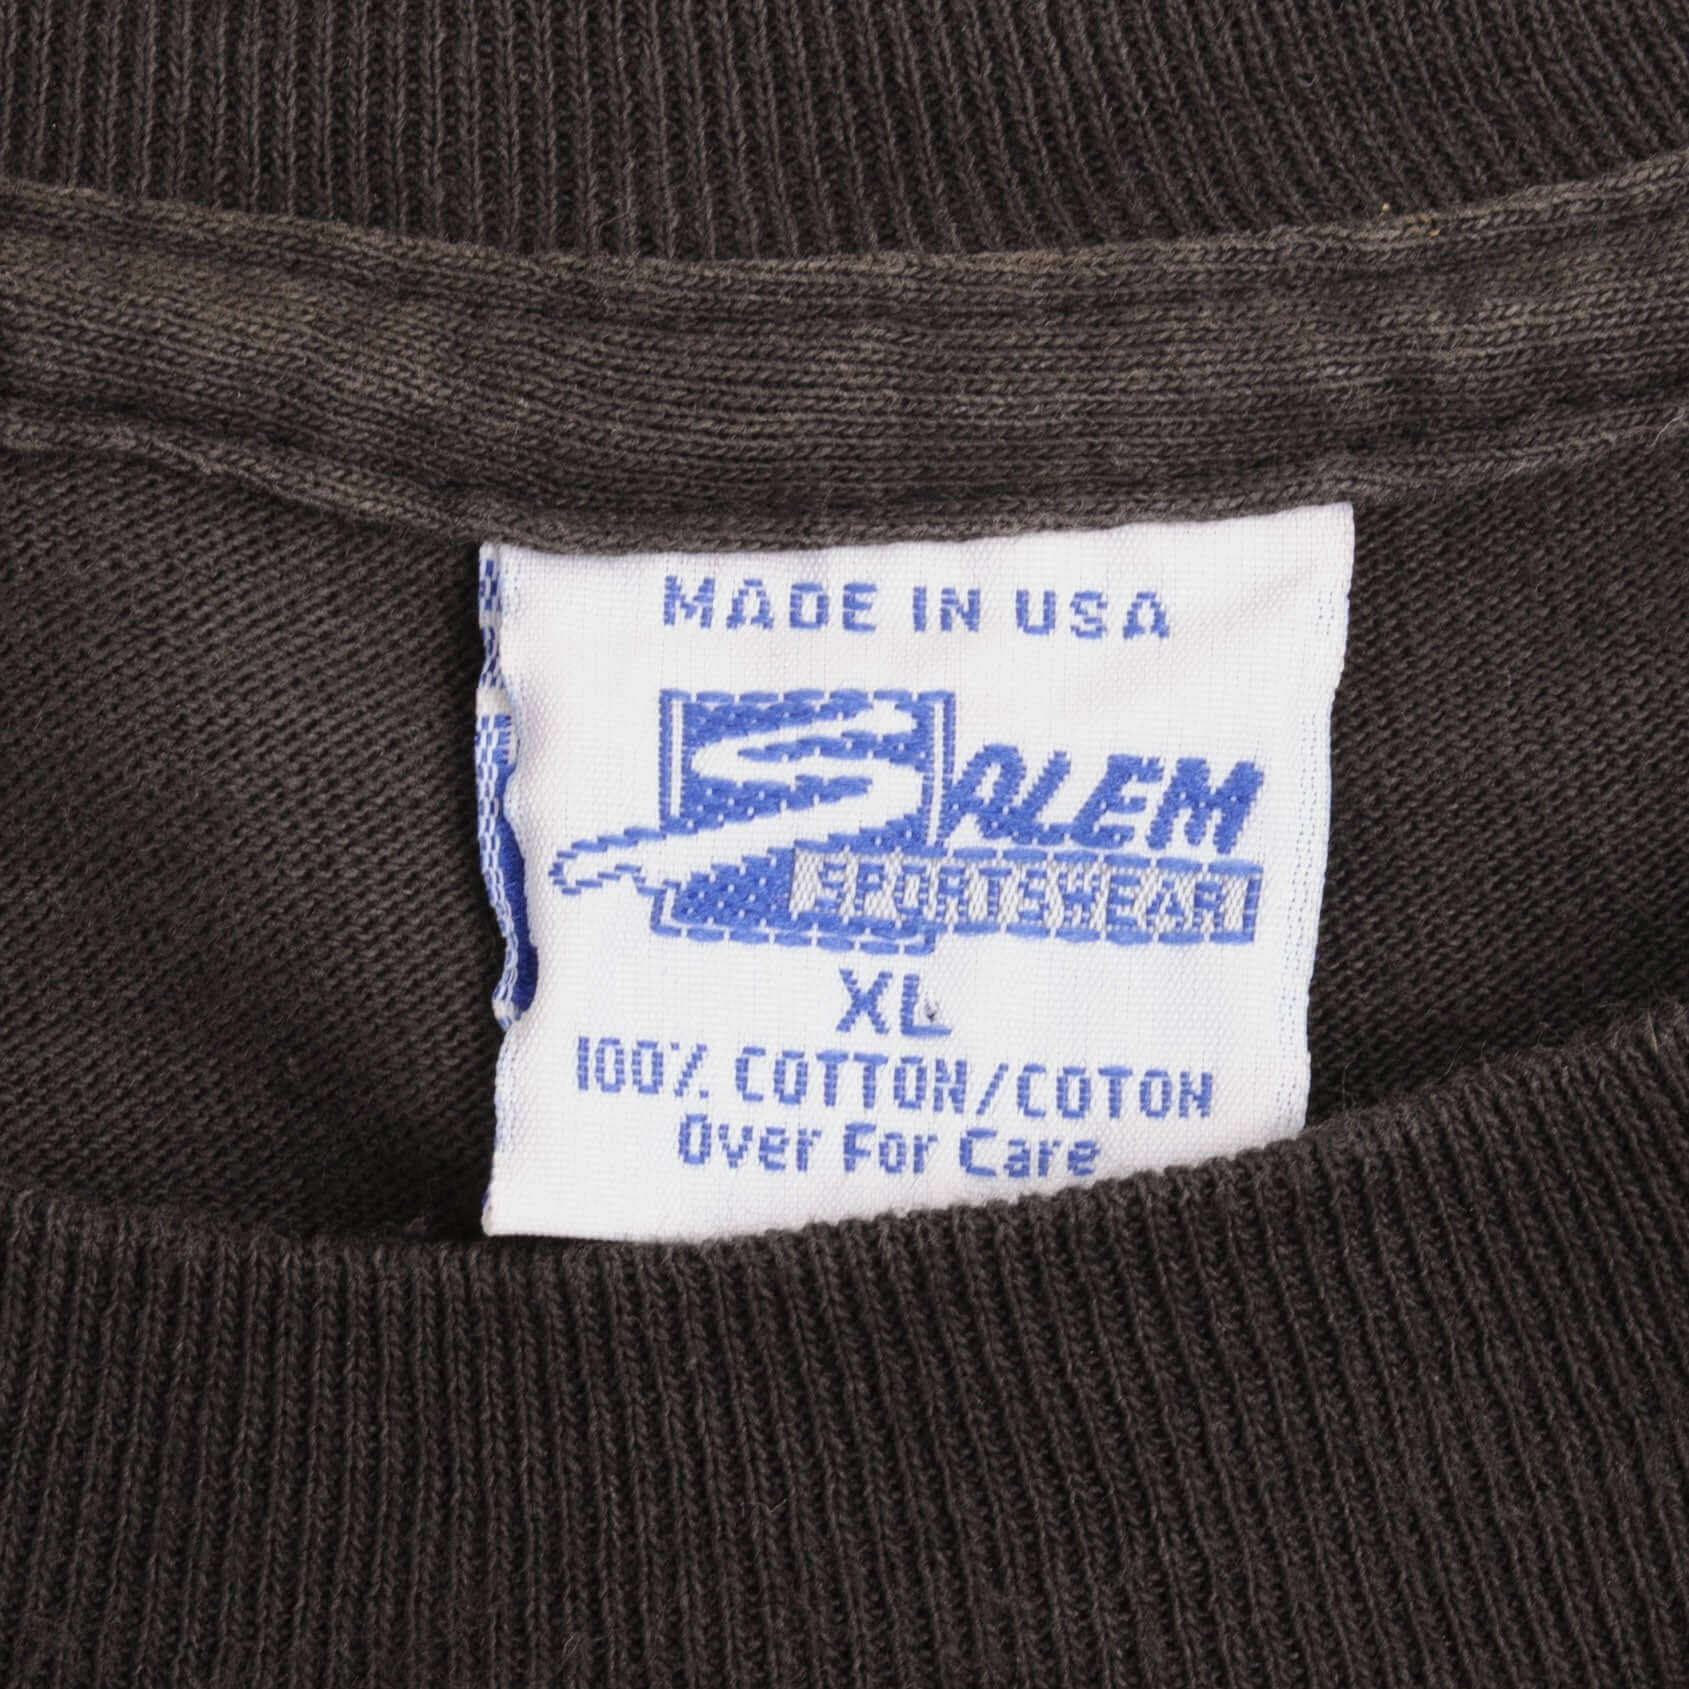 MADE IN USA
SALEM
SPORTSWEAR
XL
100% COTTON/COTON
Over For Care